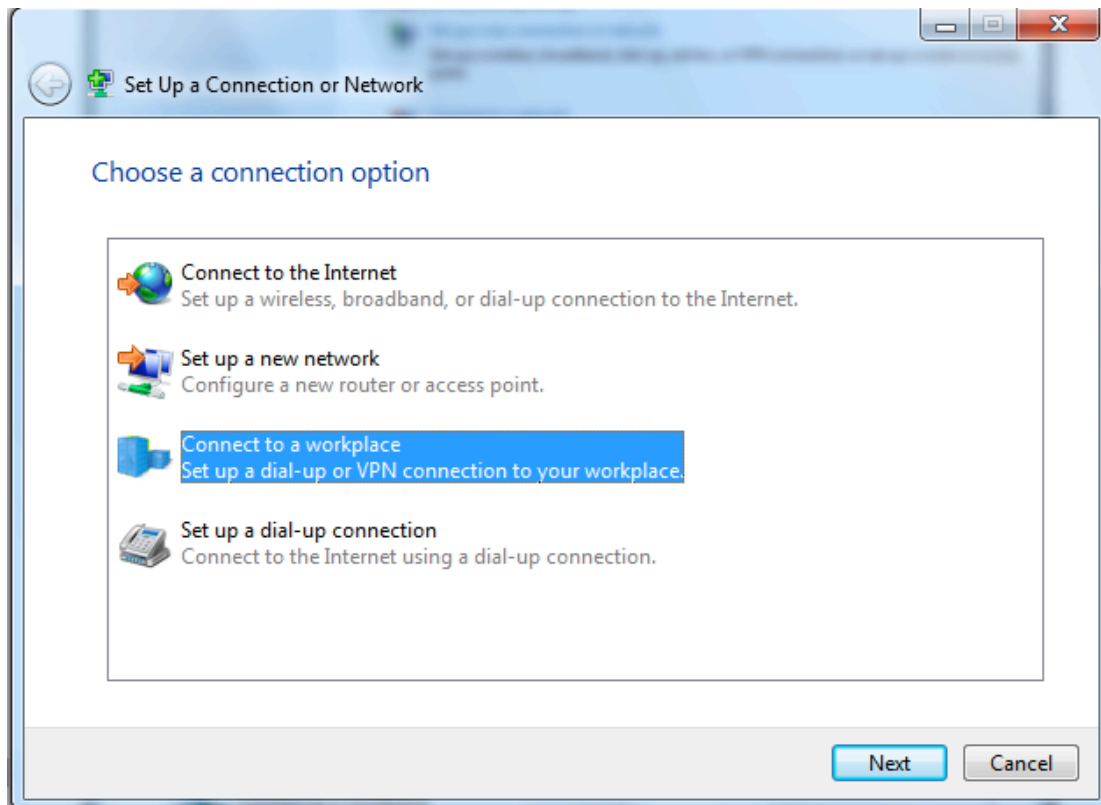 Set Up a Connection or Network
Choose a connection option
Connect to the Internet
Set up a wireless, broadband, or dial-up connection to the Internet.
Set up a new network
Configure a new router or access point.
Connect to a workplace
Set up a dial-up or VPN connection to your workplace.
Set up a dial-up connection
Connect to the Internet using a dial-up connection.
Next
Cancel